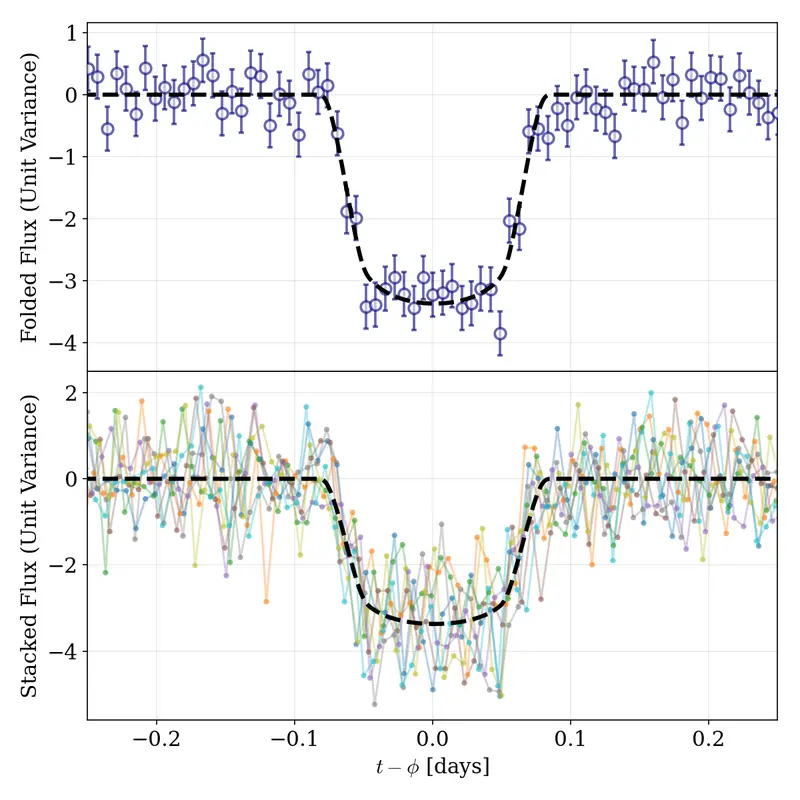 Folded Flux (Unit Variance)
1
0
−1
−2
−3
−4
Stacked Flux (Unit Variance)
2
0
−2
−4
−0.2 −0.1 0.0 0.1 0.2
t − ϕ [days]